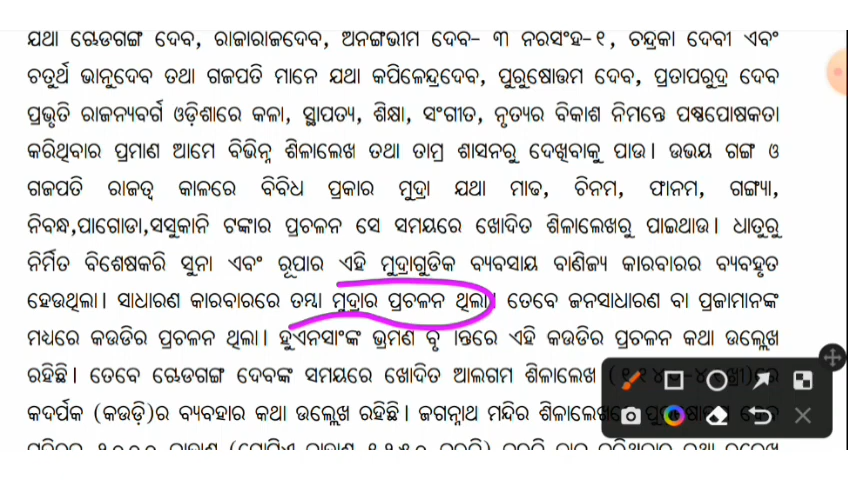 ଯଥା ଷ୍ଟେଡଗଙ୍ଗ ଦେବ, ରାଜାରାଜଦେବ, ଅନଙ୍ଗଭୀମ ଦେବ- ୩ ନରସଂହ-୧, ଚନ୍ଦ୍ରକା ଦେବୀ ଏବଂ
ଚତୁର୍ଥ ଭାନୁଦେବ ତଥା ଗଜପତି ମାନେ ଯଥା କପିଳେନ୍ଦ୍ରଦେବ, ପୁରୁଷୋତ୍ତମ ଦେବ, ପ୍ରତାପରୁଦ୍ର ଦେବ
ପ୍ରଭୃତି ରାଜନ୍ୟବର୍ଗ ଓଡ଼ିଶାରେ କଳା, ସ୍ଥାପତ୍ୟ, ଶିକ୍ଷା, ସଂଗୀତ, ନୃତ୍ୟର ବିକାଶ ନିମନ୍ତେ ପୃଷ୍ଠପୋଷକତା
କରିଥିବାର ପ୍ରମାଣ ଆମେ ବିଭିନ୍ନ ଶିଳାଲେଖ ତଥା ତାମ୍ର ଶାସନରୁ ଦେଖିବାକୁ ପାଉ। ଉଭୟ ଗଙ୍ଗ ଓ
ଗଜପତି ରାଜତ୍ୱ କାଳରେ ବିବିଧ ପ୍ରକାର ମୁଦ୍ରା ଯଥା ମାଢ, ଚିନମ, ଫାନମ, ଗଙ୍ଗ୍ୟା,
ନିବନ୍ଧ,ପାଗୋଡା,ସସୁକାନି ଟଙ୍କାର ପ୍ରଚଳନ ସେ ସମୟରେ ଖୋଦିତ ଶିଳାଲେଖରୁ ପାଇଥାଉ। ଧାତୁରୁ
ନିର୍ମିତ ବିଶେଷକରି ସୁନା ଏବଂ ରୂପାର ଏହି ମୁଦ୍ରାଗୁଡିକ ବ୍ୟବସାୟ ବାଣିଜ୍ୟ କାରବାରର ବ୍ୟବହୃତ
ହେଉଥିଲା। ସାଧାରଣ କାରବାରରେ ତମ୍ୟା ମୁଦ୍ରାର ପ୍ରଚଳନ ଥିଲା। ତେବେ ଜନସାଧାରଣ ବା ପ୍ରଜାମାନଙ୍କ
ମଧ୍ୟରେ କଉଡିର ପ୍ରଚଳନ ଥିଲା। ହୁଏନସାଂଙ୍କ ଭ୍ରମଣ ବୃ ାନ୍ତରେ ଏହି କଉଡିର ପ୍ରଚଳନ କଥା ଉଲ୍ଲେଖ
ରହିଛି। ତେବେ ଷ୍ଟେଡଗଙ୍ଗ ଦେବଙ୍କ ସମୟରେ ଖୋଦିତ ଆଲଗମ ଶିଳାଲେଖ
କଦର୍ପକ (କଉଡ଼ି)ର ବ୍ୟବହାର କଥା ଉଲ୍ଲେଖ ରହିଛି। ଜଗନ୍ନାଥ ମନ୍ଦିର